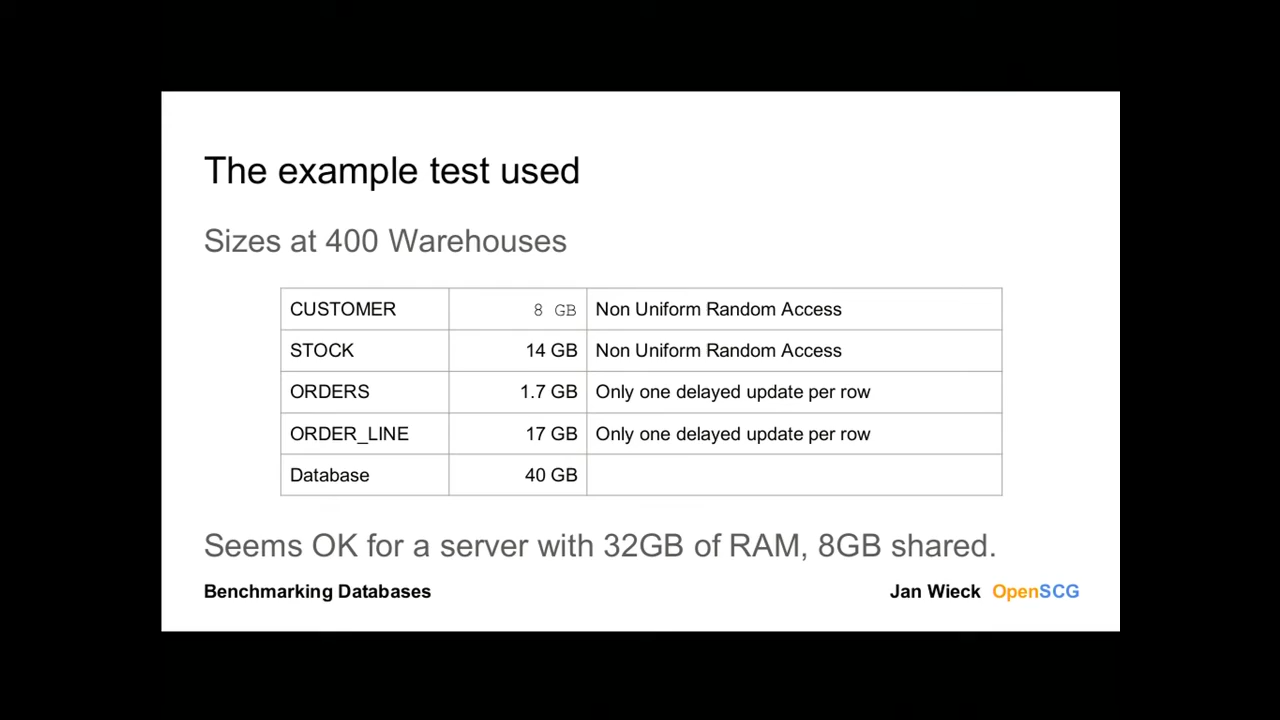 The example test used
Sizes at 400 Warehouses
CUSTOMER 8 GB Non Uniform Random Access
STOCK 14 GB Non Uniform Random Access
ORDERS 1.7 GB Only one delayed update per row
ORDER_LINE 17 GB Only one delayed update per row
Database 40 GB
Seems OK for a server with 32GB of RAM, 8GB shared.
Benchmarking Databases Jan Wieck OpenSCG